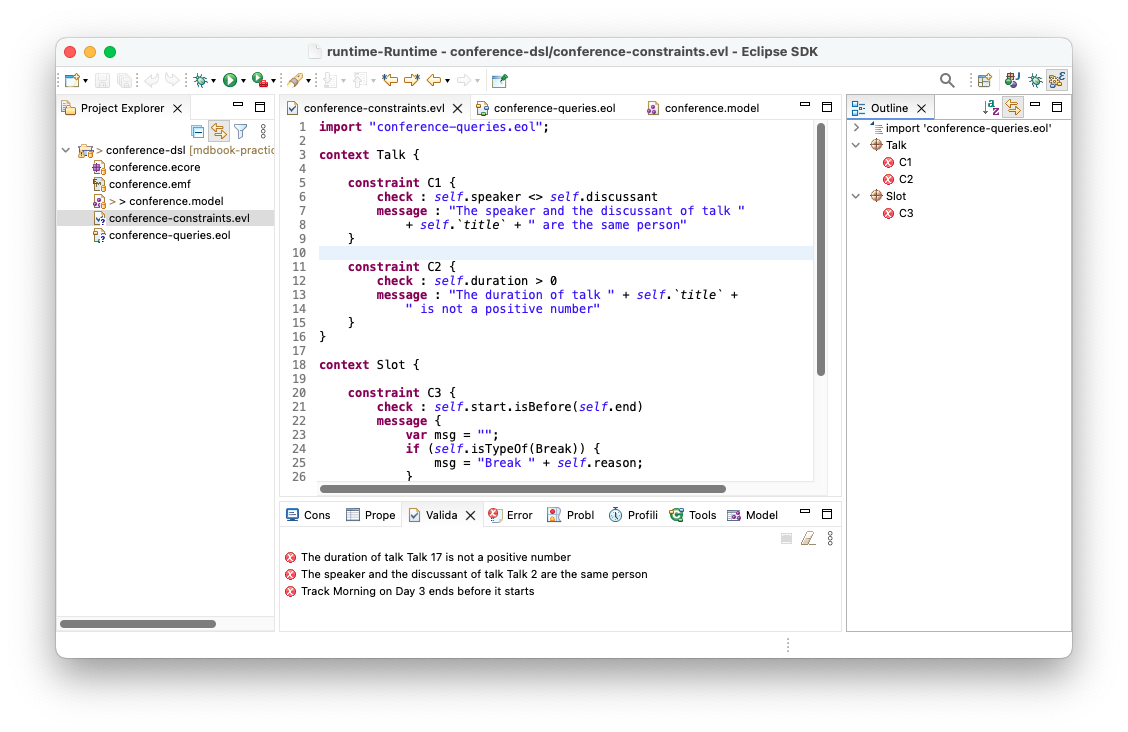 runtime-Runtime - conference-dsl/conference-constraints.evl - Eclipse SDK
Project Explorer
> conference-dsl [mdbook-practic
conference.ecore
conference.emf
> > conference.model
conference-constraints.evl
conference-queries.eol
conference-constraints.evl
conference-queries.eol
conference.model
1 import "conference-queries.eol";
2
3 context Talk {
4
5 constraint C1 {
6 check : self.speaker <> self.discussant
7 message : "The speaker and the discussant of talk "
8 + self.`title` + " are the same person"
9 }
10
11 constraint C2 {
12 check : self.duration > 0
13 message : "The duration of talk " + self.`title` +
14 " is not a positive number"
15 }
16 }
17
18 context Slot {
19
20 constraint C3 {
21 check : self.start.isBefore(self.end)
22 message {
23 var msg = "";
24 if (self.isTypeOf(Break)) {
25 msg = "Break " + self.reason;
26 }
Cons
Prope
Valida
Error
Probl
Profili
Tools
Model
The duration of talk Talk 17 is not a positive number
The speaker and the discussant of talk Talk 2 are the same person
Track Morning on Day 3 ends before it starts
Outline
import 'conference-queries.eol'
Talk
C1
C2
Slot
C3